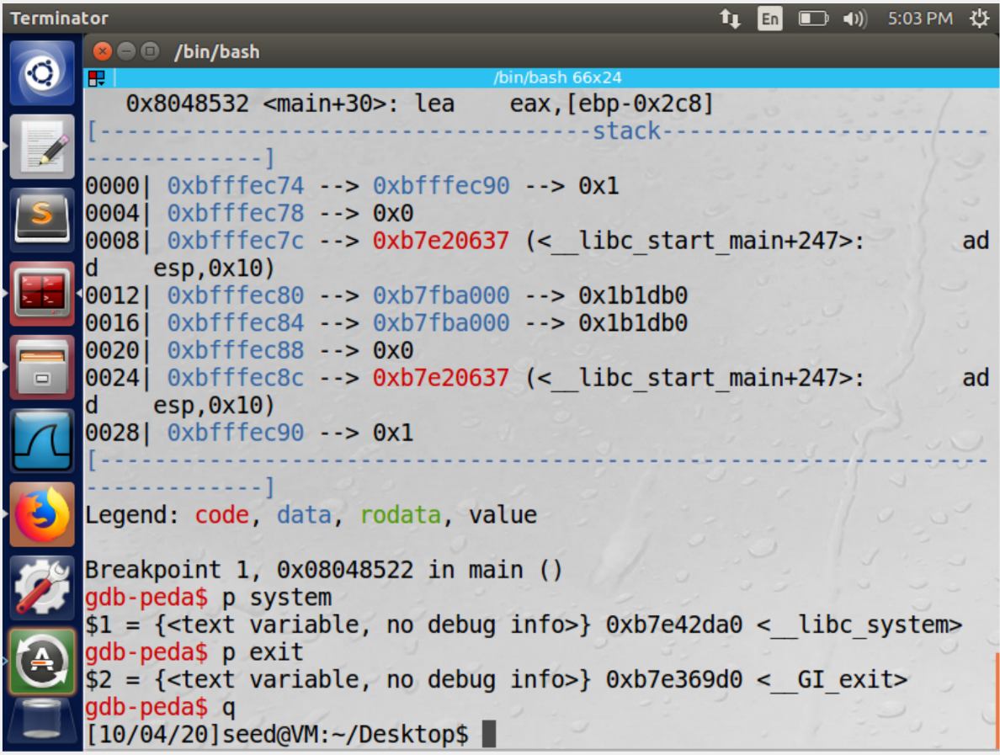 Terminator
En
5:03 PM
/bin/bash
/bin/bash 66x24
   0x8048532 <main+30>: lea    eax,[ebp-0x2c8]
[------------------------------------stack------------------------
-------------]
0000| 0xbfffec74 --> 0xbfffec90 --> 0x1
0004| 0xbfffec78 --> 0x0
0008| 0xbfffec7c --> 0xb7e20637 (<__libc_start_main+247>:       ad
d    esp,0x10)
0012| 0xbfffec80 --> 0xb7fba000 --> 0x1b1db0
0016| 0xbfffec84 --> 0xb7fba000 --> 0x1b1db0
0020| 0xbfffec88 --> 0x0
0024| 0xbfffec8c --> 0xb7e20637 (<__libc_start_main+247>:       ad
d    esp,0x10)
0028| 0xbfffec90 --> 0x1
[-----------------------------------------------------------------
-------------]
Legend: code, data, rodata, value

Breakpoint 1, 0x08048522 in main ()
gdb-peda$ p system
$1 = {<text variable, no debug info>} 0xb7e42da0 <__libc_system>
gdb-peda$ p exit
$2 = {<text variable, no debug info>} 0xb7e369d0 <__GI_exit>
gdb-peda$ q
[10/04/20]seed@VM:~/Desktop$